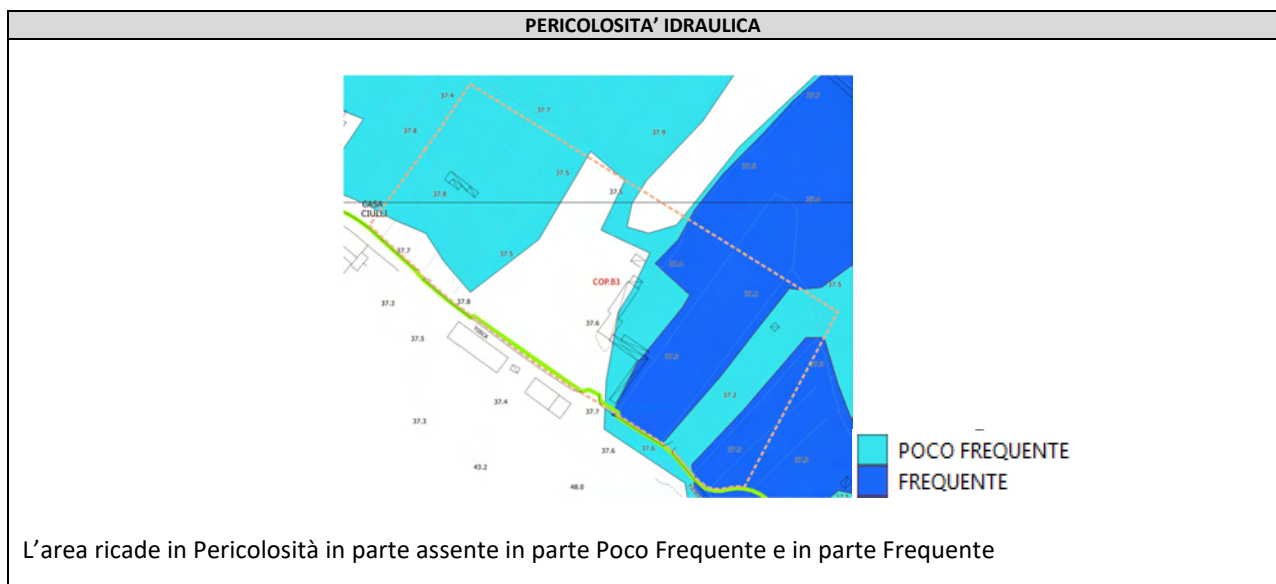 PERICOLOSITA’ IDRAULICA
37.4
37.7
37.8
37.9
37.5
37.8
37.5
CASA
CIULLI
37.7
37.5
37.5
COP.B3
37.3
37.8
37.6
37.5
TOSCA
37.2
37.4
37.7
37.3
37.6
37.6
43.2
48.0
POCO FREQUENTE
FREQUENTE
L’area ricade in Pericolosità in parte assente in parte Poco Frequente e in parte Frequente